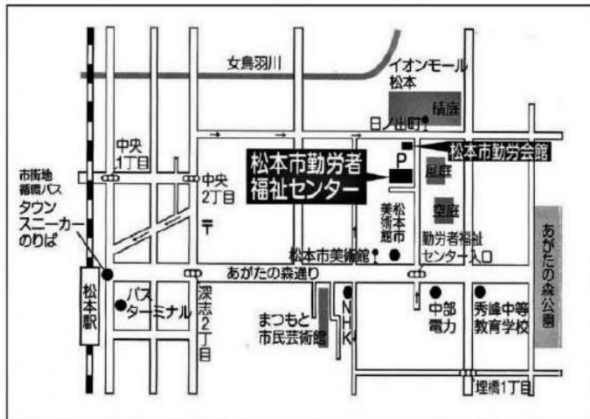 女鳥羽川
イオンモール
松本
晴庭
日ノ出町
中央
1丁目
松本市勤労会館
松本市勤労者
福祉センター
P
風庭
市街地
循環バス
タウン
スニーカー
のりば
中央
2丁目
〒
空庭
松本市
美術館
松本市美術館
勤労者福祉
センター入口
あがたの森公園
あがたの森通り
松本駅
バス
ターミナル
深志2丁目
まつもと
市民芸術館
NHK
中部
電力
秀峰中等
教育学校
埋橋1丁目